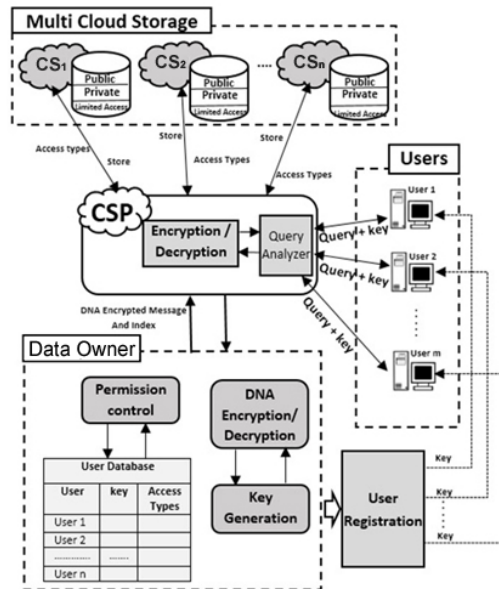 Multi Cloud Storage
CS1
Public
Private
Limited Access
CS2
Public
Private
Limited Access
....
CSn
Public
Private
Limited Access
Access types
Store
Store
Access Types
Store
Access Types
Users
User 1
User 2
User m
CSP
Encryption /
Decryption
Query
Analyzer
Query + key
Query + key
Query + key
DNA Encrypted Message
And Index
Data Owner
Permission
control
User Database
User key Access
Types
User 1
User 2
.............. .......
User n
DNA
Encryption/
Decryption
Key
Generation
User
Registration
Key
Key
Key